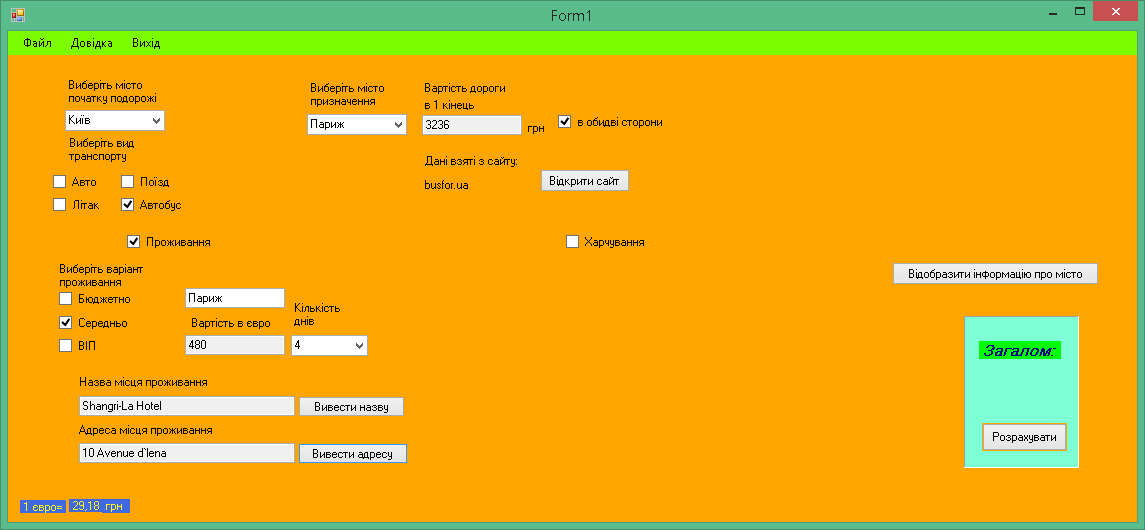 Form1
Файл Довідка Вихід
Виберіть місто
початку подорожі
Київ
Виберіть місто
призначення
Париж
Вартість дороги
в 1 кінець
3236 грн
в обидві сторони
Виберіть вид
транспорту
Авто Поїзд
Літак Автобус
Дані взяті з сайту:
busfor.ua
Відкрити сайт
Проживання
Харчування
Виберіть варіант
проживання
Бюджетно
Середньо
ВІП
Париж
Вартість в євро
480
Кількість
днів
4
Відобразити інформацію про місто
Назва місця проживання
Shangri-La Hotel
Вивести назву
Адреса місця проживання
10 Avenue d`Iena
Вивести адресу
Загалом:
Розрахувати
1 євро= 29,18 грн